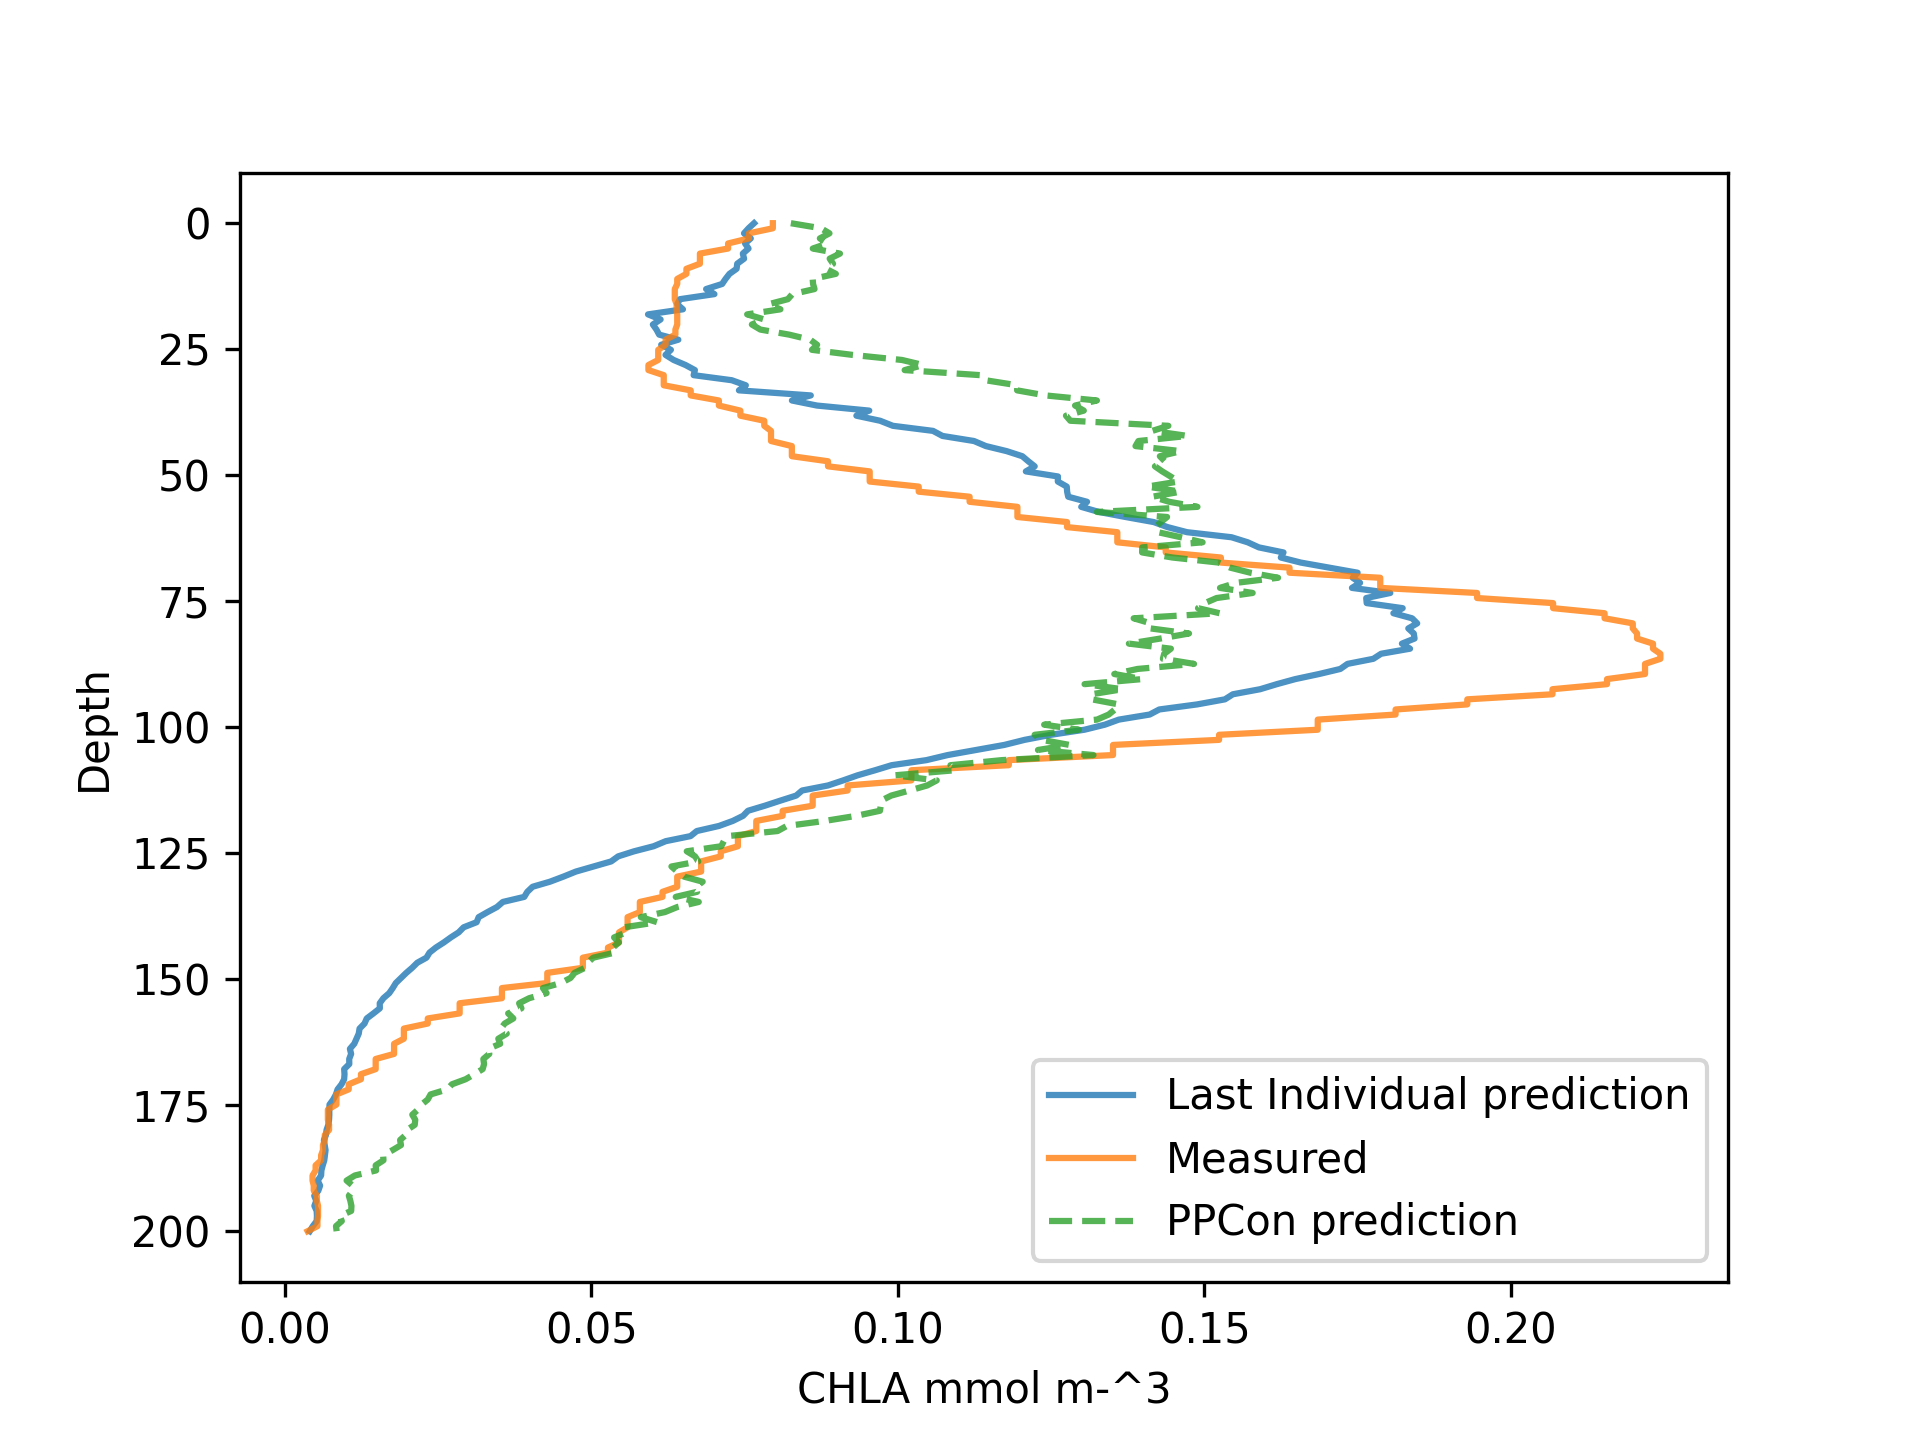 0
25
50
75
100
125
150
175
200
Depth
0.00 0.05 0.10 0.15 0.20
CHLA mmol m-^3
Last Individual prediction
Measured
PPCon prediction